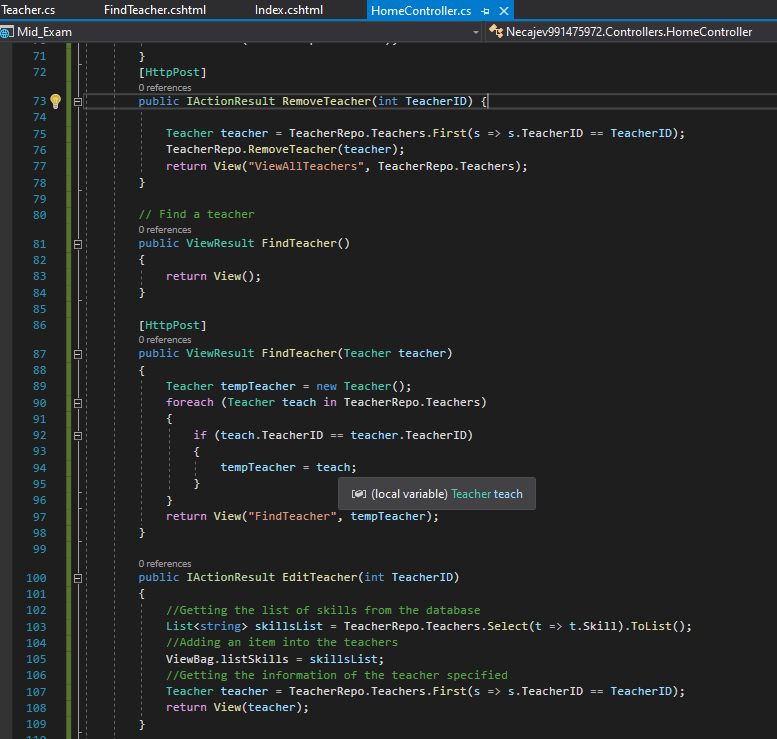 Teacher.cs FindTeacher.cshtml Index.cshtml HomeController.cs
Mid_Exam Necajev991475972.Controllers.HomeController
71 }
72 [HttpPost]
0 references
73 public IActionResult RemoveTeacher(int TeacherID) {
74
75 Teacher teacher = TeacherRepo.Teachers.First(s => s.TeacherID == TeacherID);
76 TeacherRepo.RemoveTeacher(teacher);
77 return View("ViewAllTeachers", TeacherRepo.Teachers);
78 }
79
80 // Find a teacher
0 references
81 public ViewResult FindTeacher()
82 {
83 return View();
84 }
85
86 [HttpPost]
0 references
87 public ViewResult FindTeacher(Teacher teacher)
88 {
89 Teacher tempTeacher = new Teacher();
90 foreach (Teacher teach in TeacherRepo.Teachers)
91 {
92 if (teach.TeacherID == teacher.TeacherID)
93 {
94 tempTeacher = teach;
95 }
(local variable) Teacher teach
96 }
97 return View("FindTeacher", tempTeacher);
98 }
99
0 references
100 public IActionResult EditTeacher(int TeacherID)
101 {
102 //Getting the list of skills from the database
103 List<string> skillsList = TeacherRepo.Teachers.Select(t => t.Skill).ToList();
104 //Adding an item into the teachers
105 ViewBag.listSkills = skillsList;
106 //Getting the information of the teacher specified
107 Teacher teacher = TeacherRepo.Teachers.First(s => s.TeacherID == TeacherID);
108 return View(teacher);
109 }